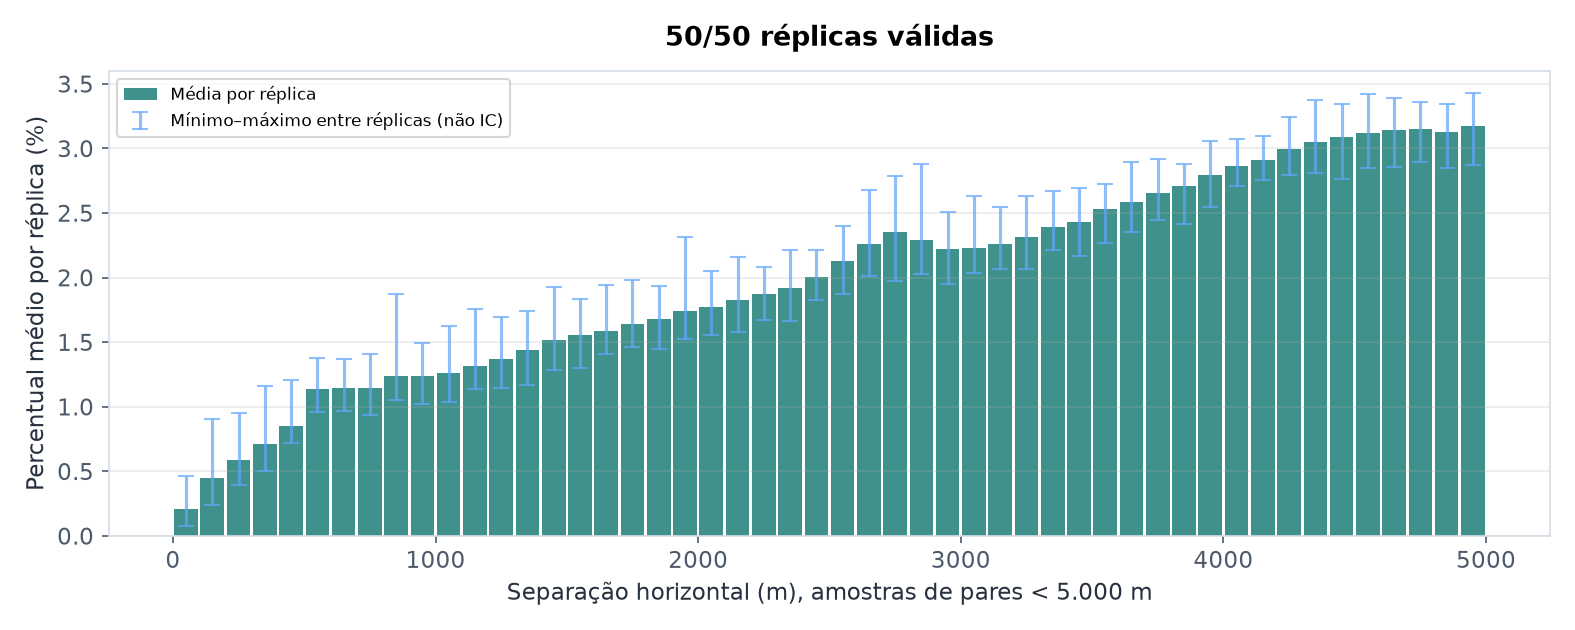 50/50 réplicas válidas
Média por réplica
Mínimo–máximo entre réplicas (não IC)
Percentual médio por réplica (%)
3.5
3.0
2.5
2.0
1.5
1.0
0.5
0.0
0 1000 2000 3000 4000 5000
Separação horizontal (m), amostras de pares < 5.000 m